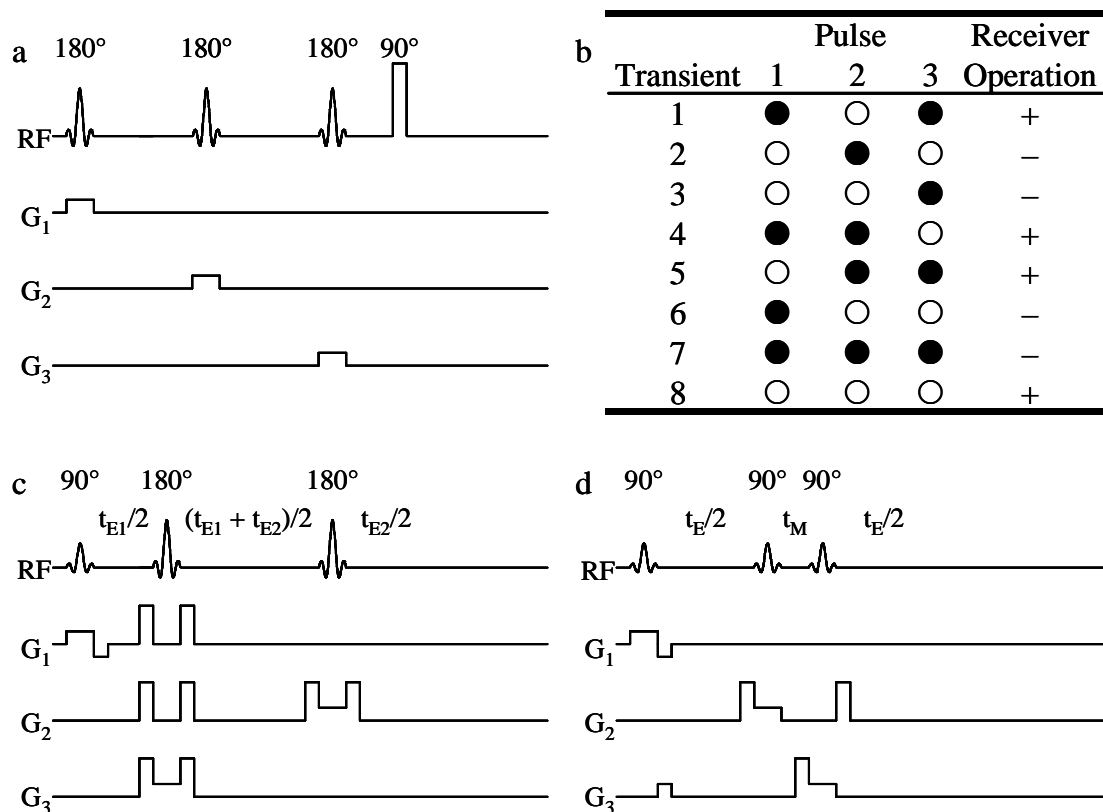 a
180° 180° 180° 90°
RF
G1
G2
G3
b
Pulse Receiver
Transient 1 2 3 Operation
1 ● ○ ● +
2 ○ ● ○ −
3 ○ ○ ● −
4 ● ● ○ +
5 ○ ● ● +
6 ● ○ ○ −
7 ● ● ● −
8 ○ ○ ○ +
c
90° 180° 180°
tE1/2 (tE1 + tE2)/2 tE2/2
RF
G1
G2
G3
d
90° 90° 90°
tE/2 tM tE/2
RF
G1
G2
G3